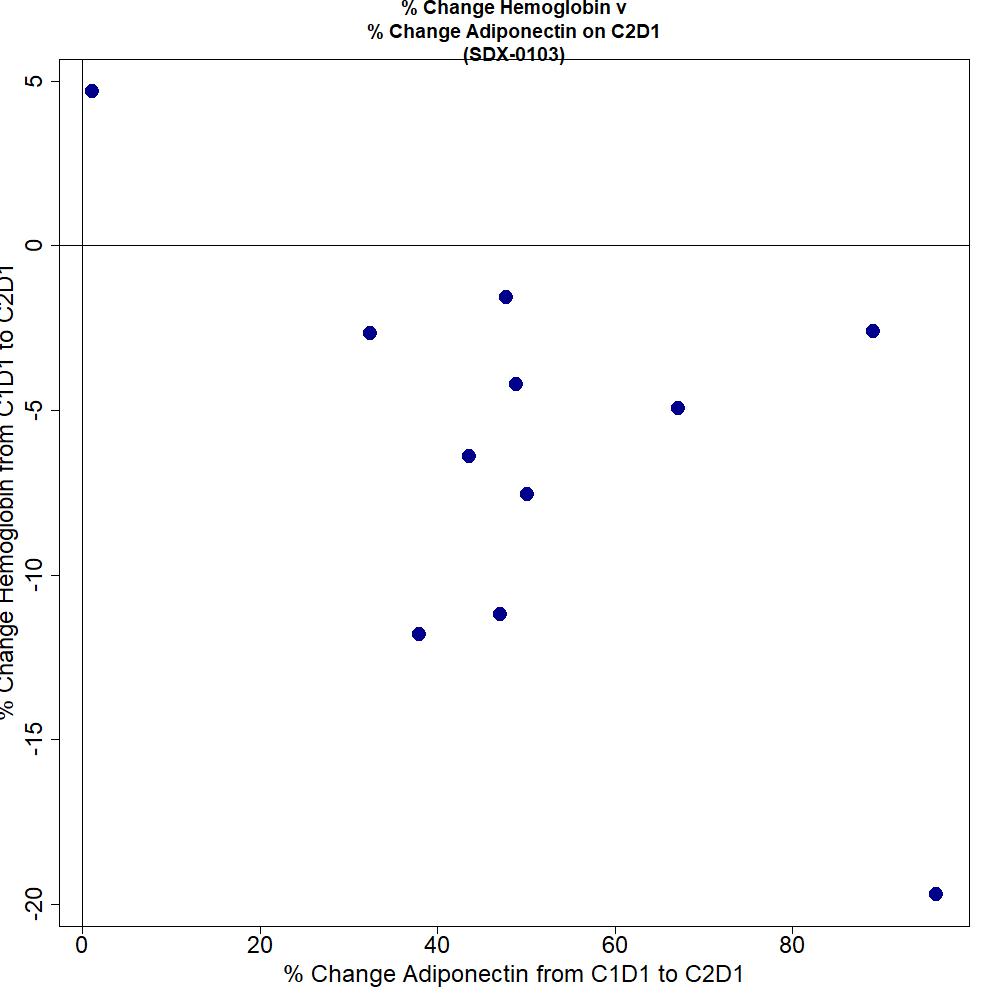 % Change Hemoglobin v
% Change Adiponectin on C2D1
(SDX-0103)
% Change Hemoglobin from C1D1 to C2D1
5
0
-5
-10
-15
-20
0
20
40
60
80
% Change Adiponectin from C1D1 to C2D1